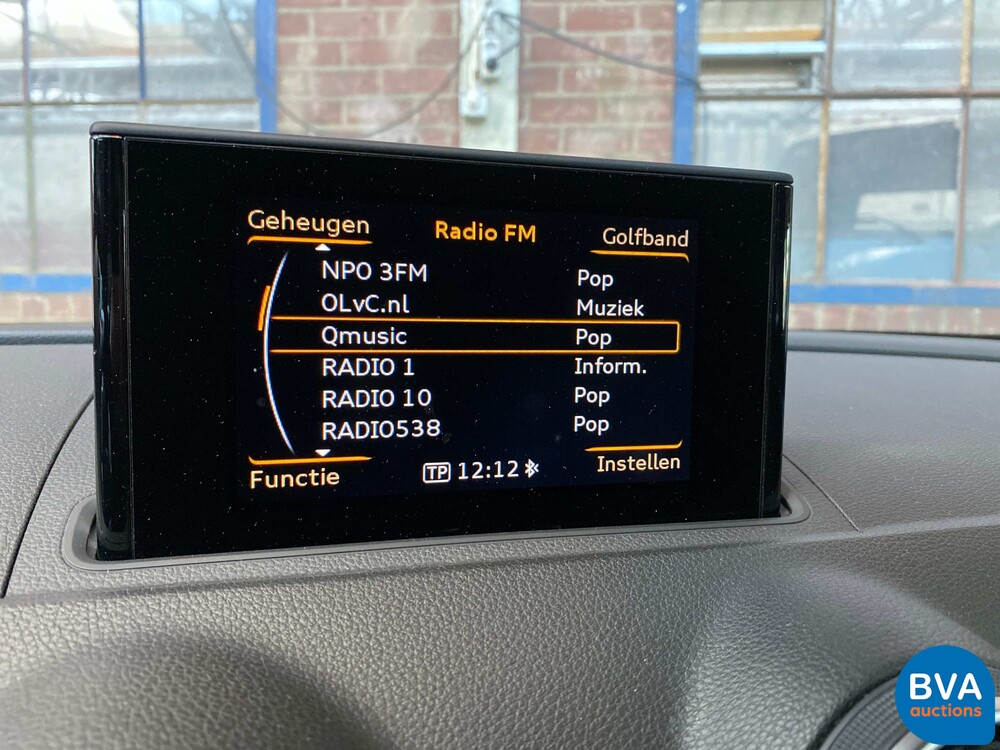 Geheugen Radio FM Golfband
NPO 3FM Pop
OLvC.nl Muziek
Qmusic Pop
RADIO 1 Inform.
RADIO 10 Pop
RADIO538 Pop
Functie TP 12:12 Instellen
BVA
auctions